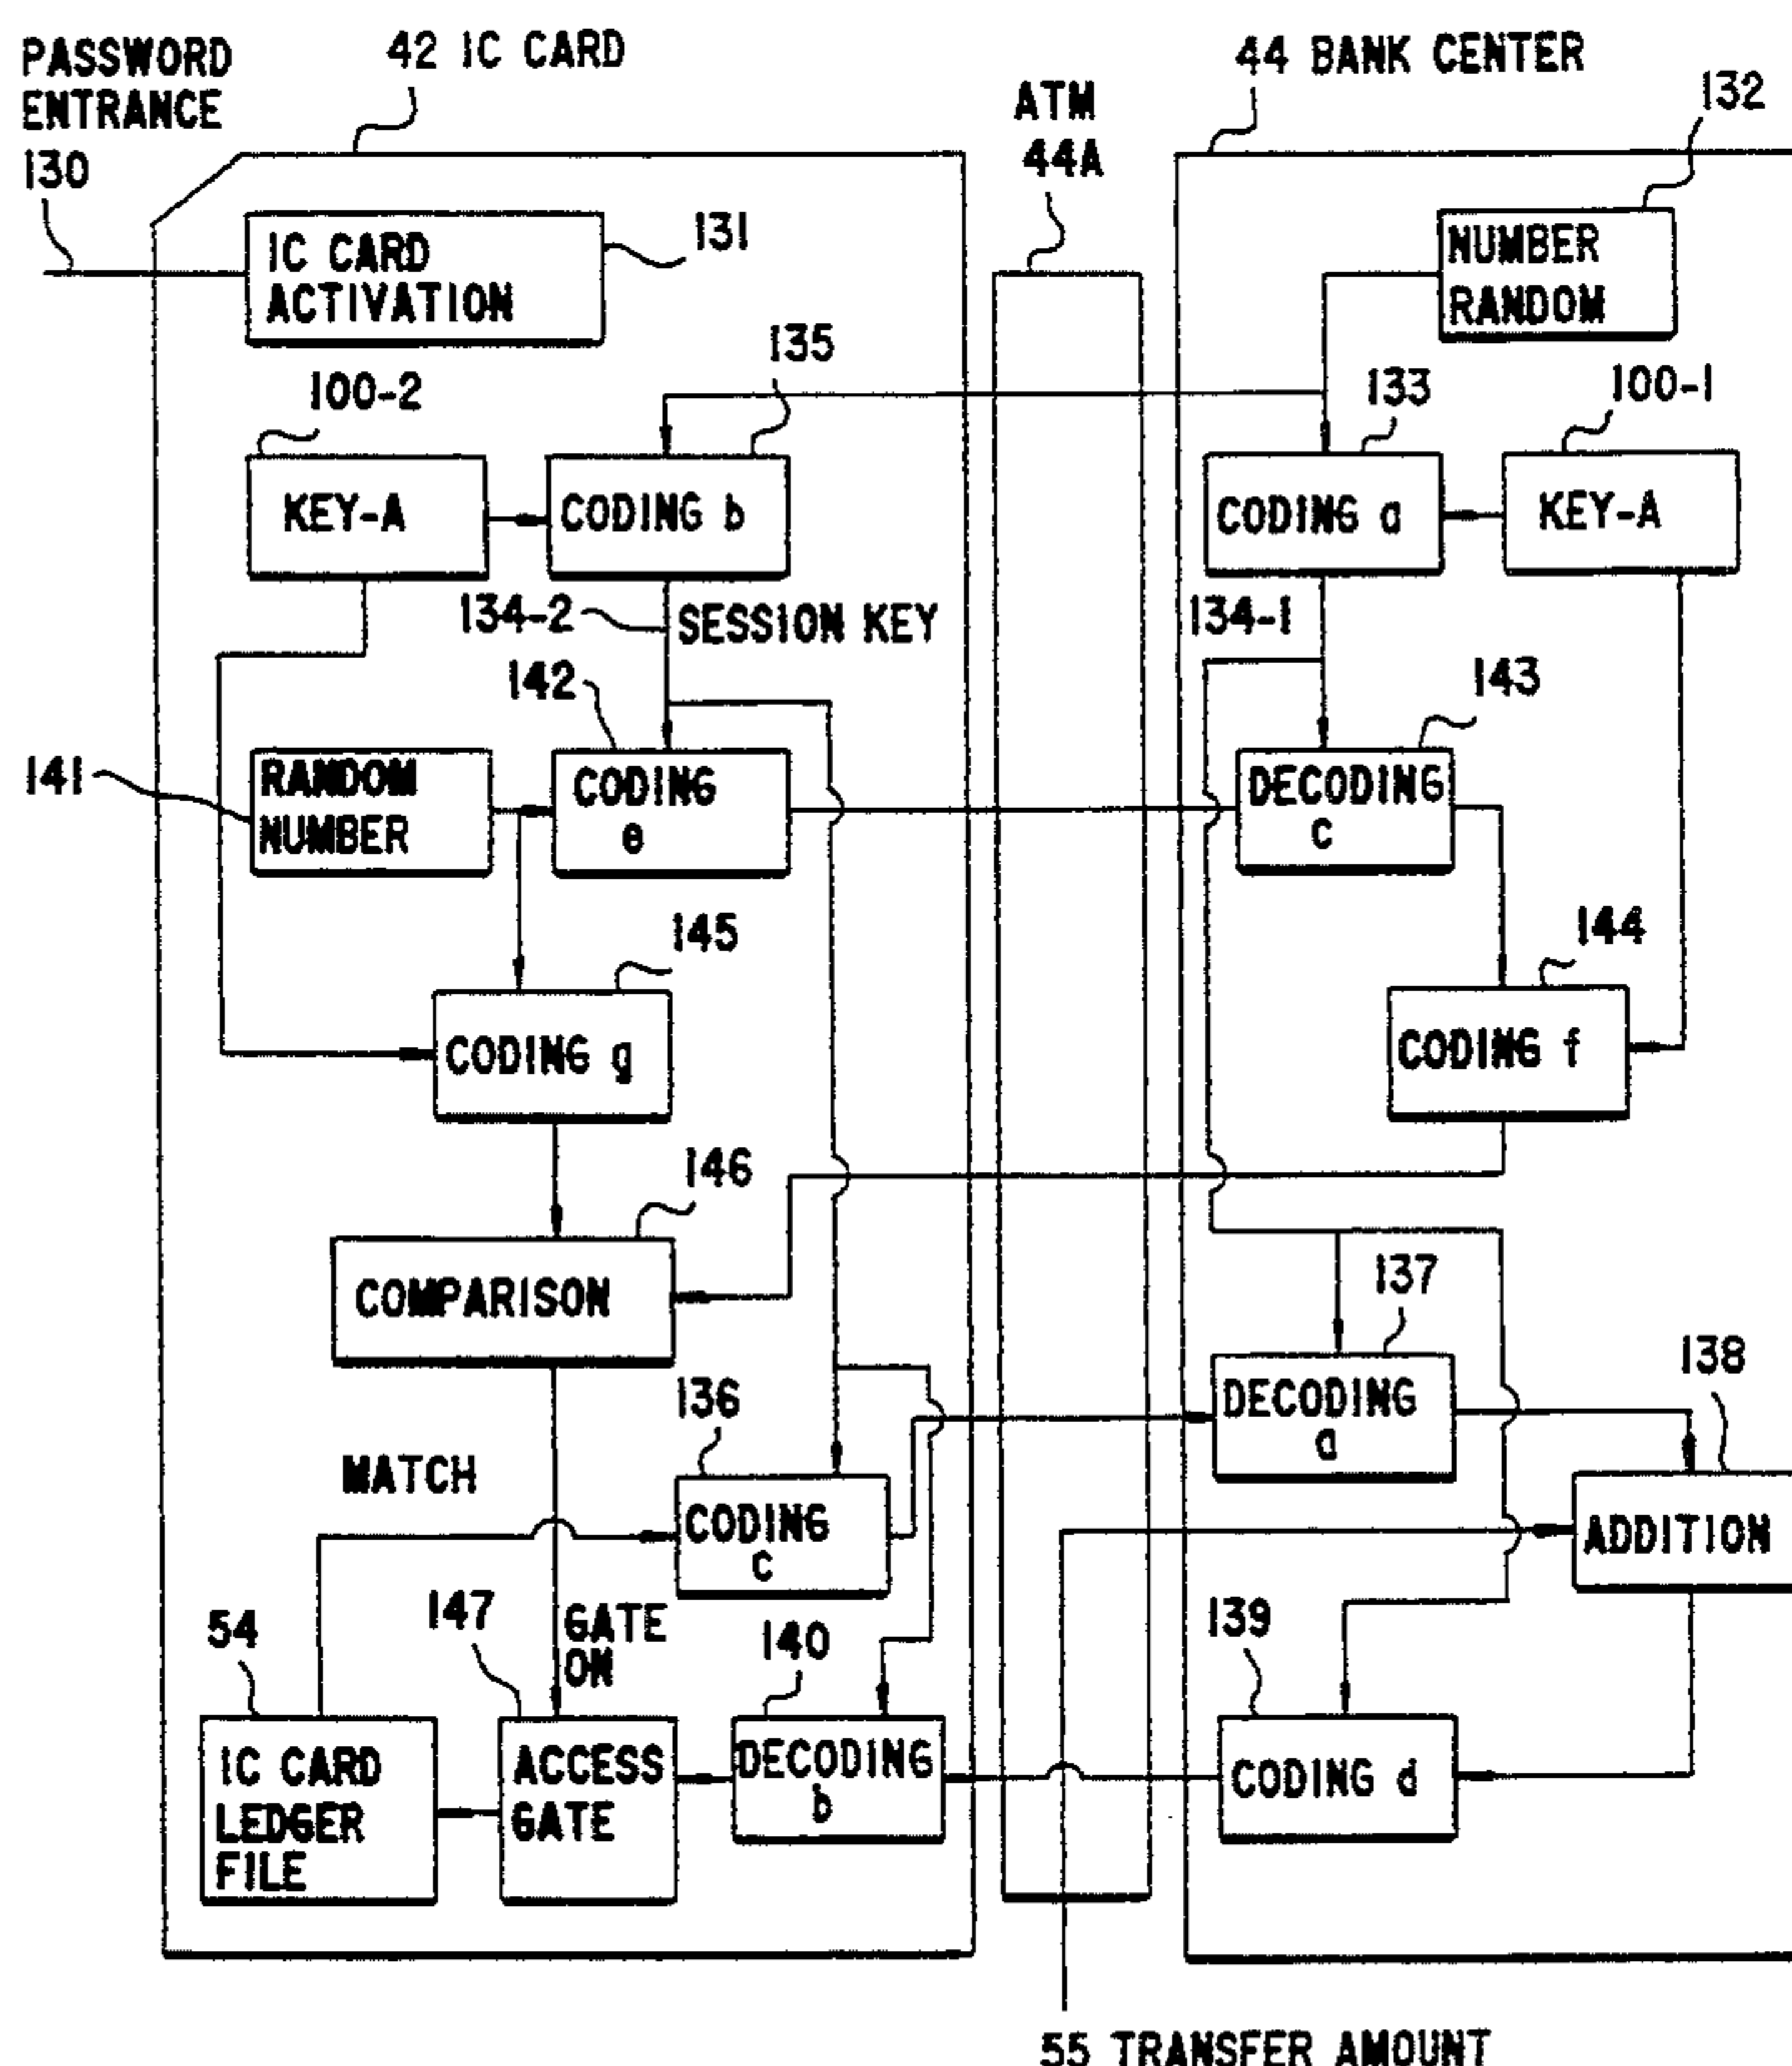 PASSWORD
ENTRANCE
130
42 IC CARD
ATM
44A
44 BANK CENTER
132
IC CARD
ACTIVATION
131
NUMBER
RANDOM
135
100-2
133
100-1
KEY-A
CODING b
CODING a
KEY-A
134-2
SESSION KEY
134-1
142
143
141
RANDOM
NUMBER
CODING
e
DECODING
c
145
144
CODING g
CODING f
146
COMPARISON
137
138
136
DECODING
a
MATCH
CODING
c
ADDITION
54
147
GATE
ON
140
139
IC CARD
LEDGER
FILE
ACCESS
GATE
DECODING
b
CODING d
55 TRANSFER AMOUNT